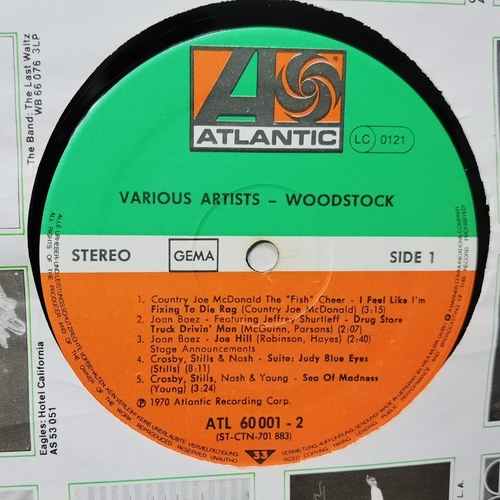 The Band: The Last Waltz
WB 66 076 3LP
Eagles: Hotel California
AS 53 051
ATLANTIC
LC 0121
VARIOUS ARTISTS – WOODSTOCK
STEREO
GEMA
SIDE 1
1. Country Joe McDonald The "Fish" Cheer - I Feel Like I'm
Fixing To Die Rag (Country Joe McDonald) (3:15)
2. Joan Baez - Featuring Jeffrey Shurtleff - Drug Store
Truck Drivin' Man (McGuinn, Parsons) (2:07)
3. Joan Baez - Joe Hill (Robinson, Hayes) (2:40)
Stage Announcements
4. Crosby, Stills & Nash - Suite: Judy Blue Eyes
(Stills) (8:11)
5. Crosby, Stills, Nash & Young - Sea Of Madness
(Young) (3:24)
℗ 1970 Atlantic Recording Corp.
ATL 60 001 - 2
(ST-CTN-701 883)
33